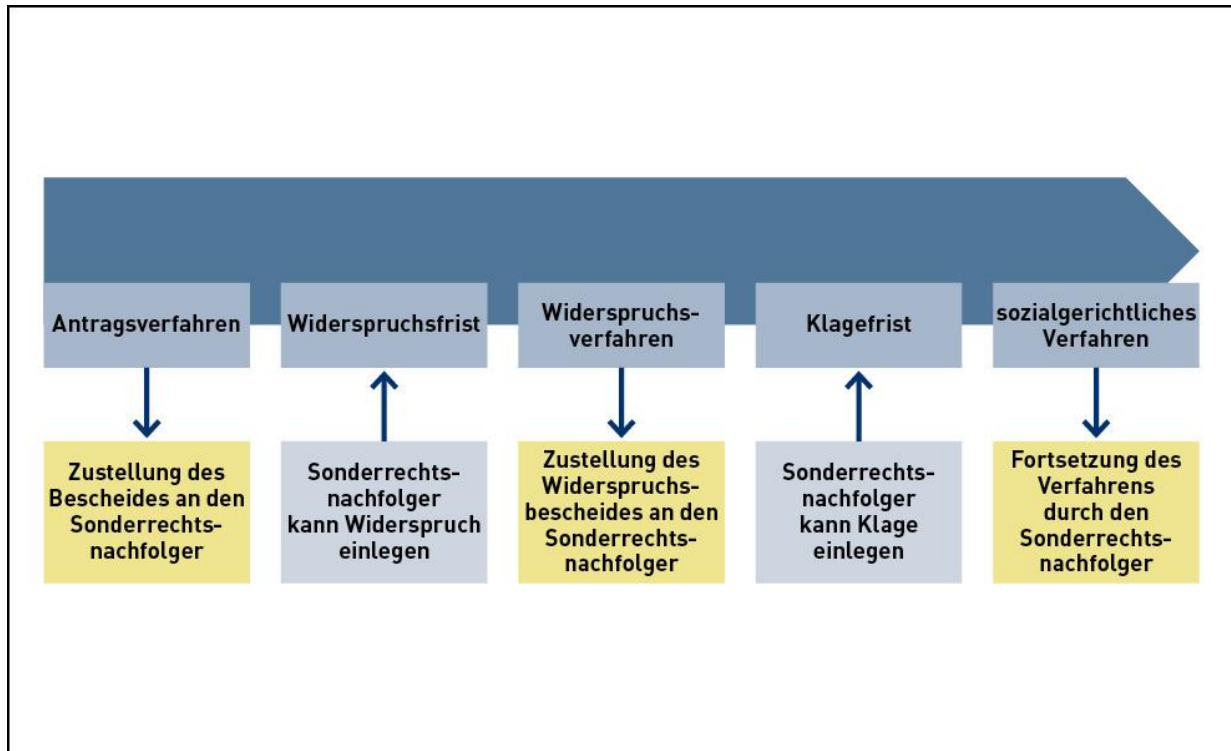 Antragsverfahren
Widerspruchsfrist
Widerspruchs-
verfahren
Klagefrist
sozialgerichtliches
Verfahren
Zustellung des
Bescheides an den
Sonderrechts-
nachfolger
Sonderrechts-
nachfolger
kann Widerspruch
einlegen
Zustellung des
Widerspruchs-
bescheides an den
Sonderrechts-
nachfolger
Sonderrechts-
nachfolger
kann Klage
einlegen
Fortsetzung des
Verfahrens
durch den
Sonderrechts-
nachfolger